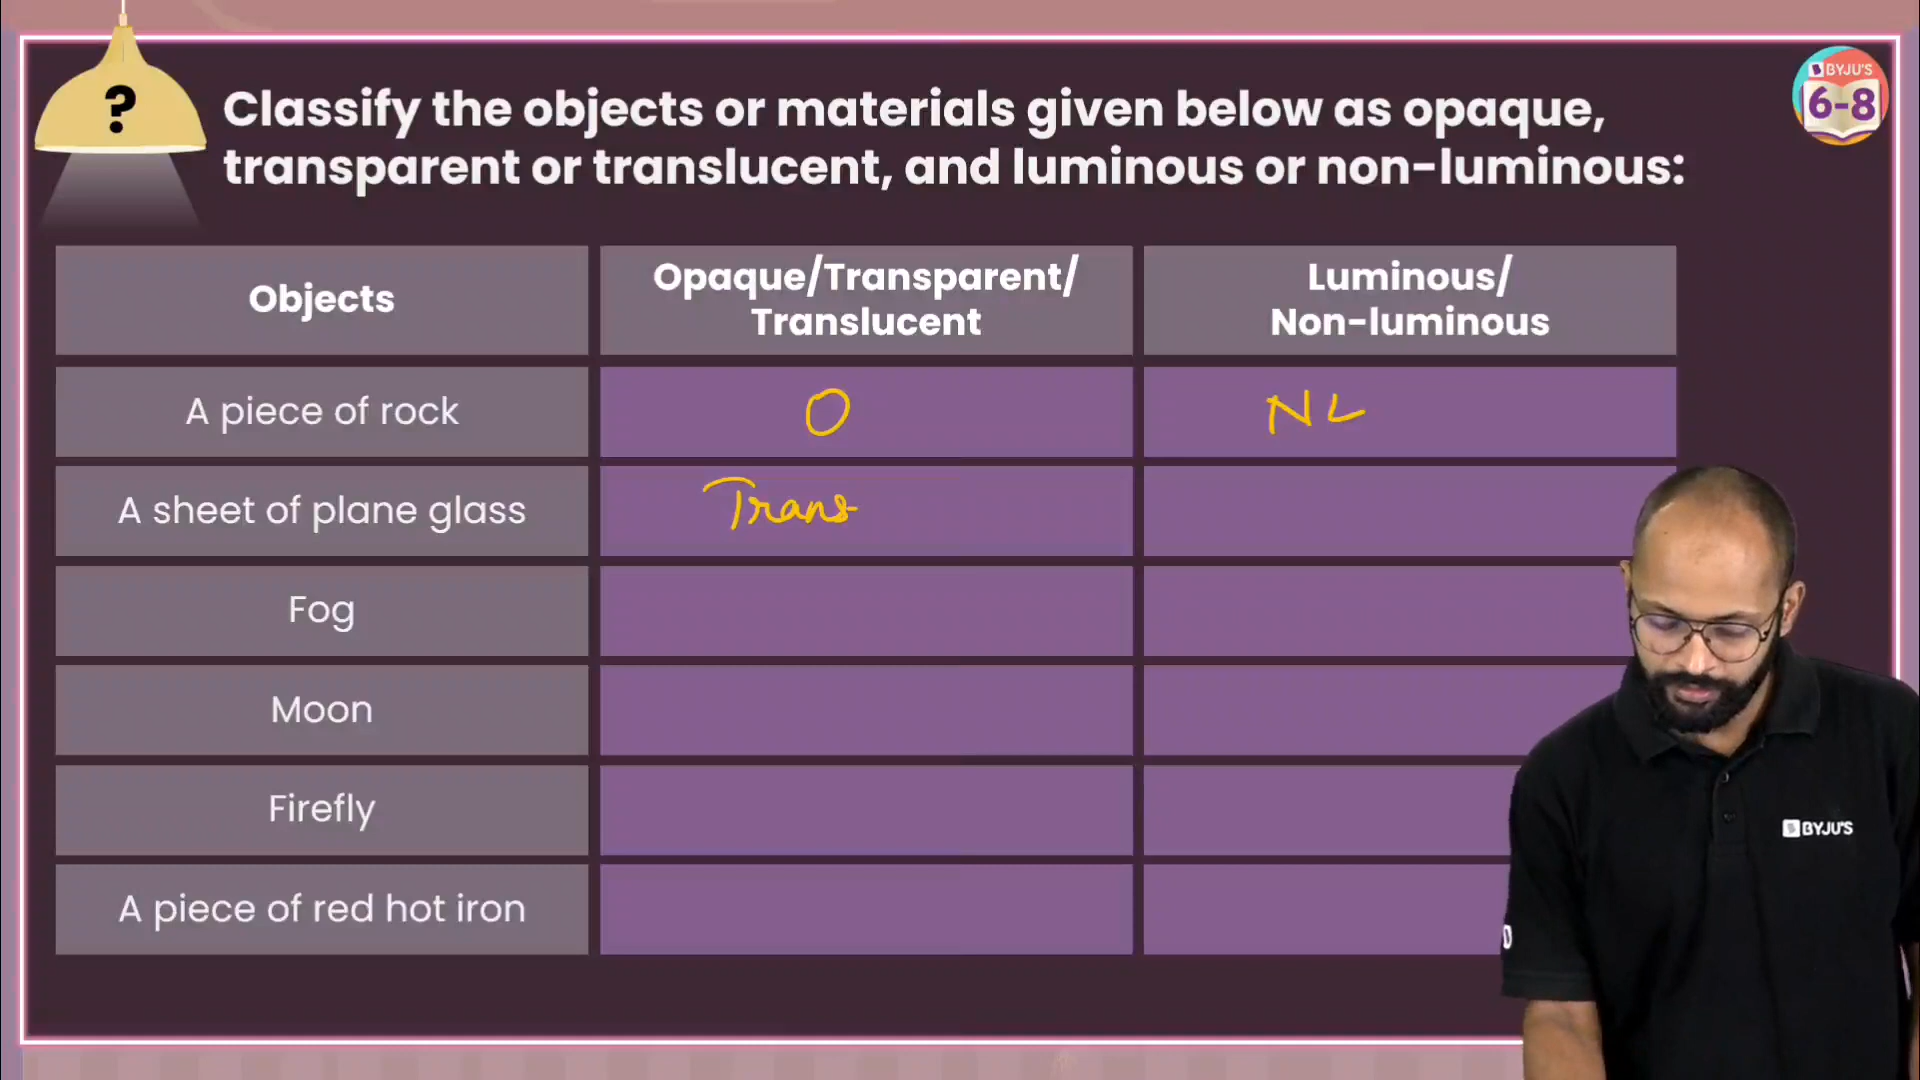 ?
Classify the objects or materials given below as opaque,
transparent or translucent, and luminous or non-luminous:
BYJU'S
6-8
Objects
Opaque/Transparent/
Translucent
Luminous/
Non-luminous
A piece of rock
O
NL
A sheet of plane glass
Trans
Fog
Moon
Firefly
A piece of red hot iron
BYJU'S